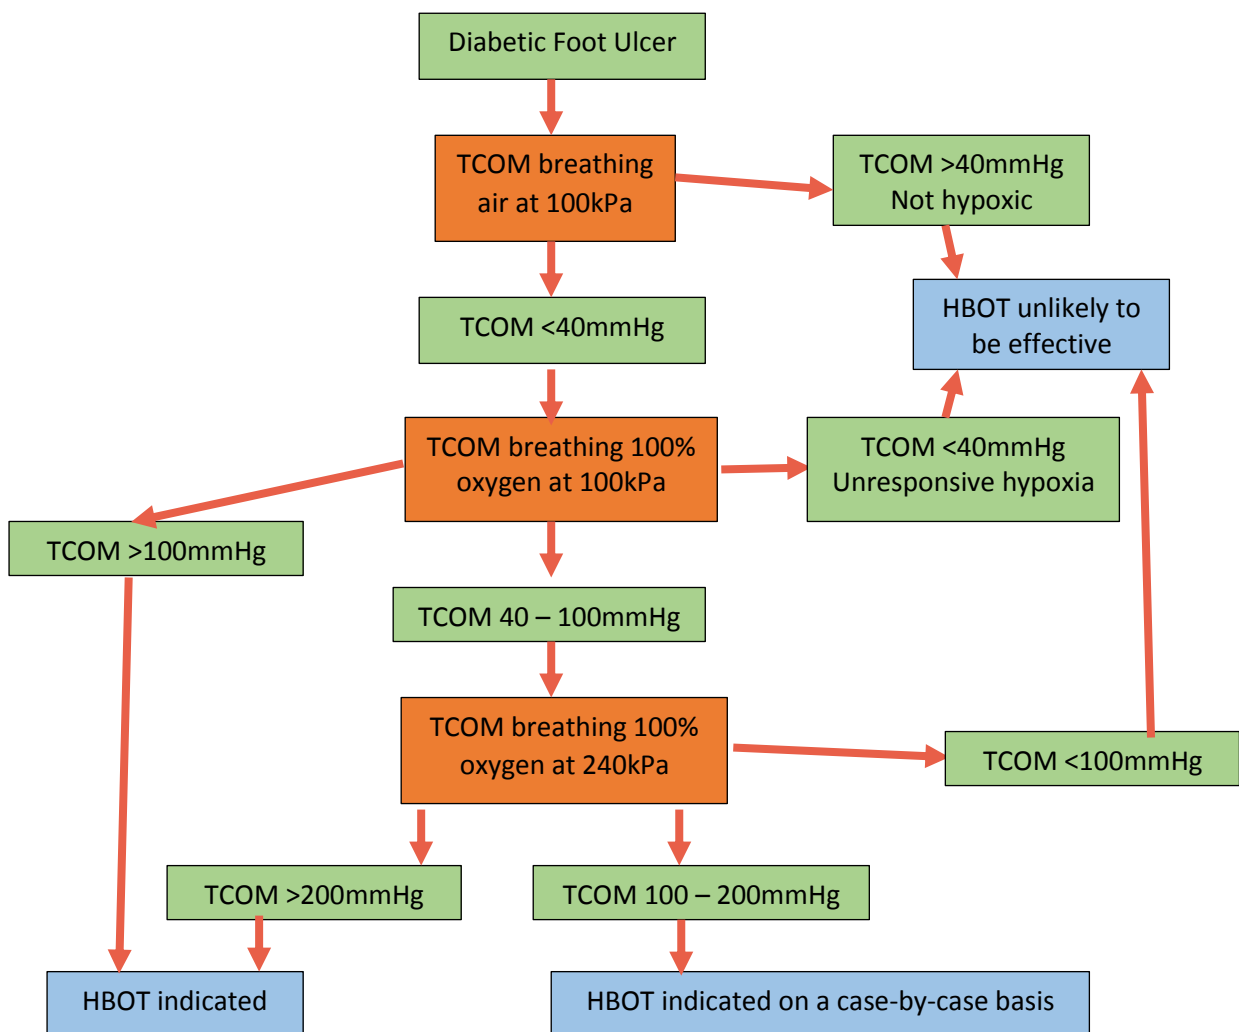 Diabetic Foot Ulcer
TCOM breathing
air at 100kPa
TCOM >40mmHg
Not hypoxic
TCOM <40mmHg
HBOT unlikely to
be effective
TCOM breathing 100%
oxygen at 100kPa
TCOM <40mmHg
Unresponsive hypoxia
TCOM >100mmHg
TCOM 40 – 100mmHg
TCOM breathing 100%
oxygen at 240kPa
TCOM <100mmHg
TCOM >200mmHg
TCOM 100 – 200mmHg
HBOT indicated
HBOT indicated on a case-by-case basis